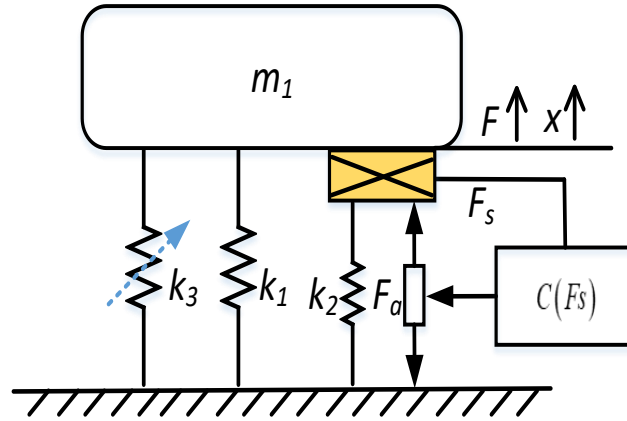 m₁
F x
Fₛ
k₃ k₁ k₂ Fₐ C(Fs)